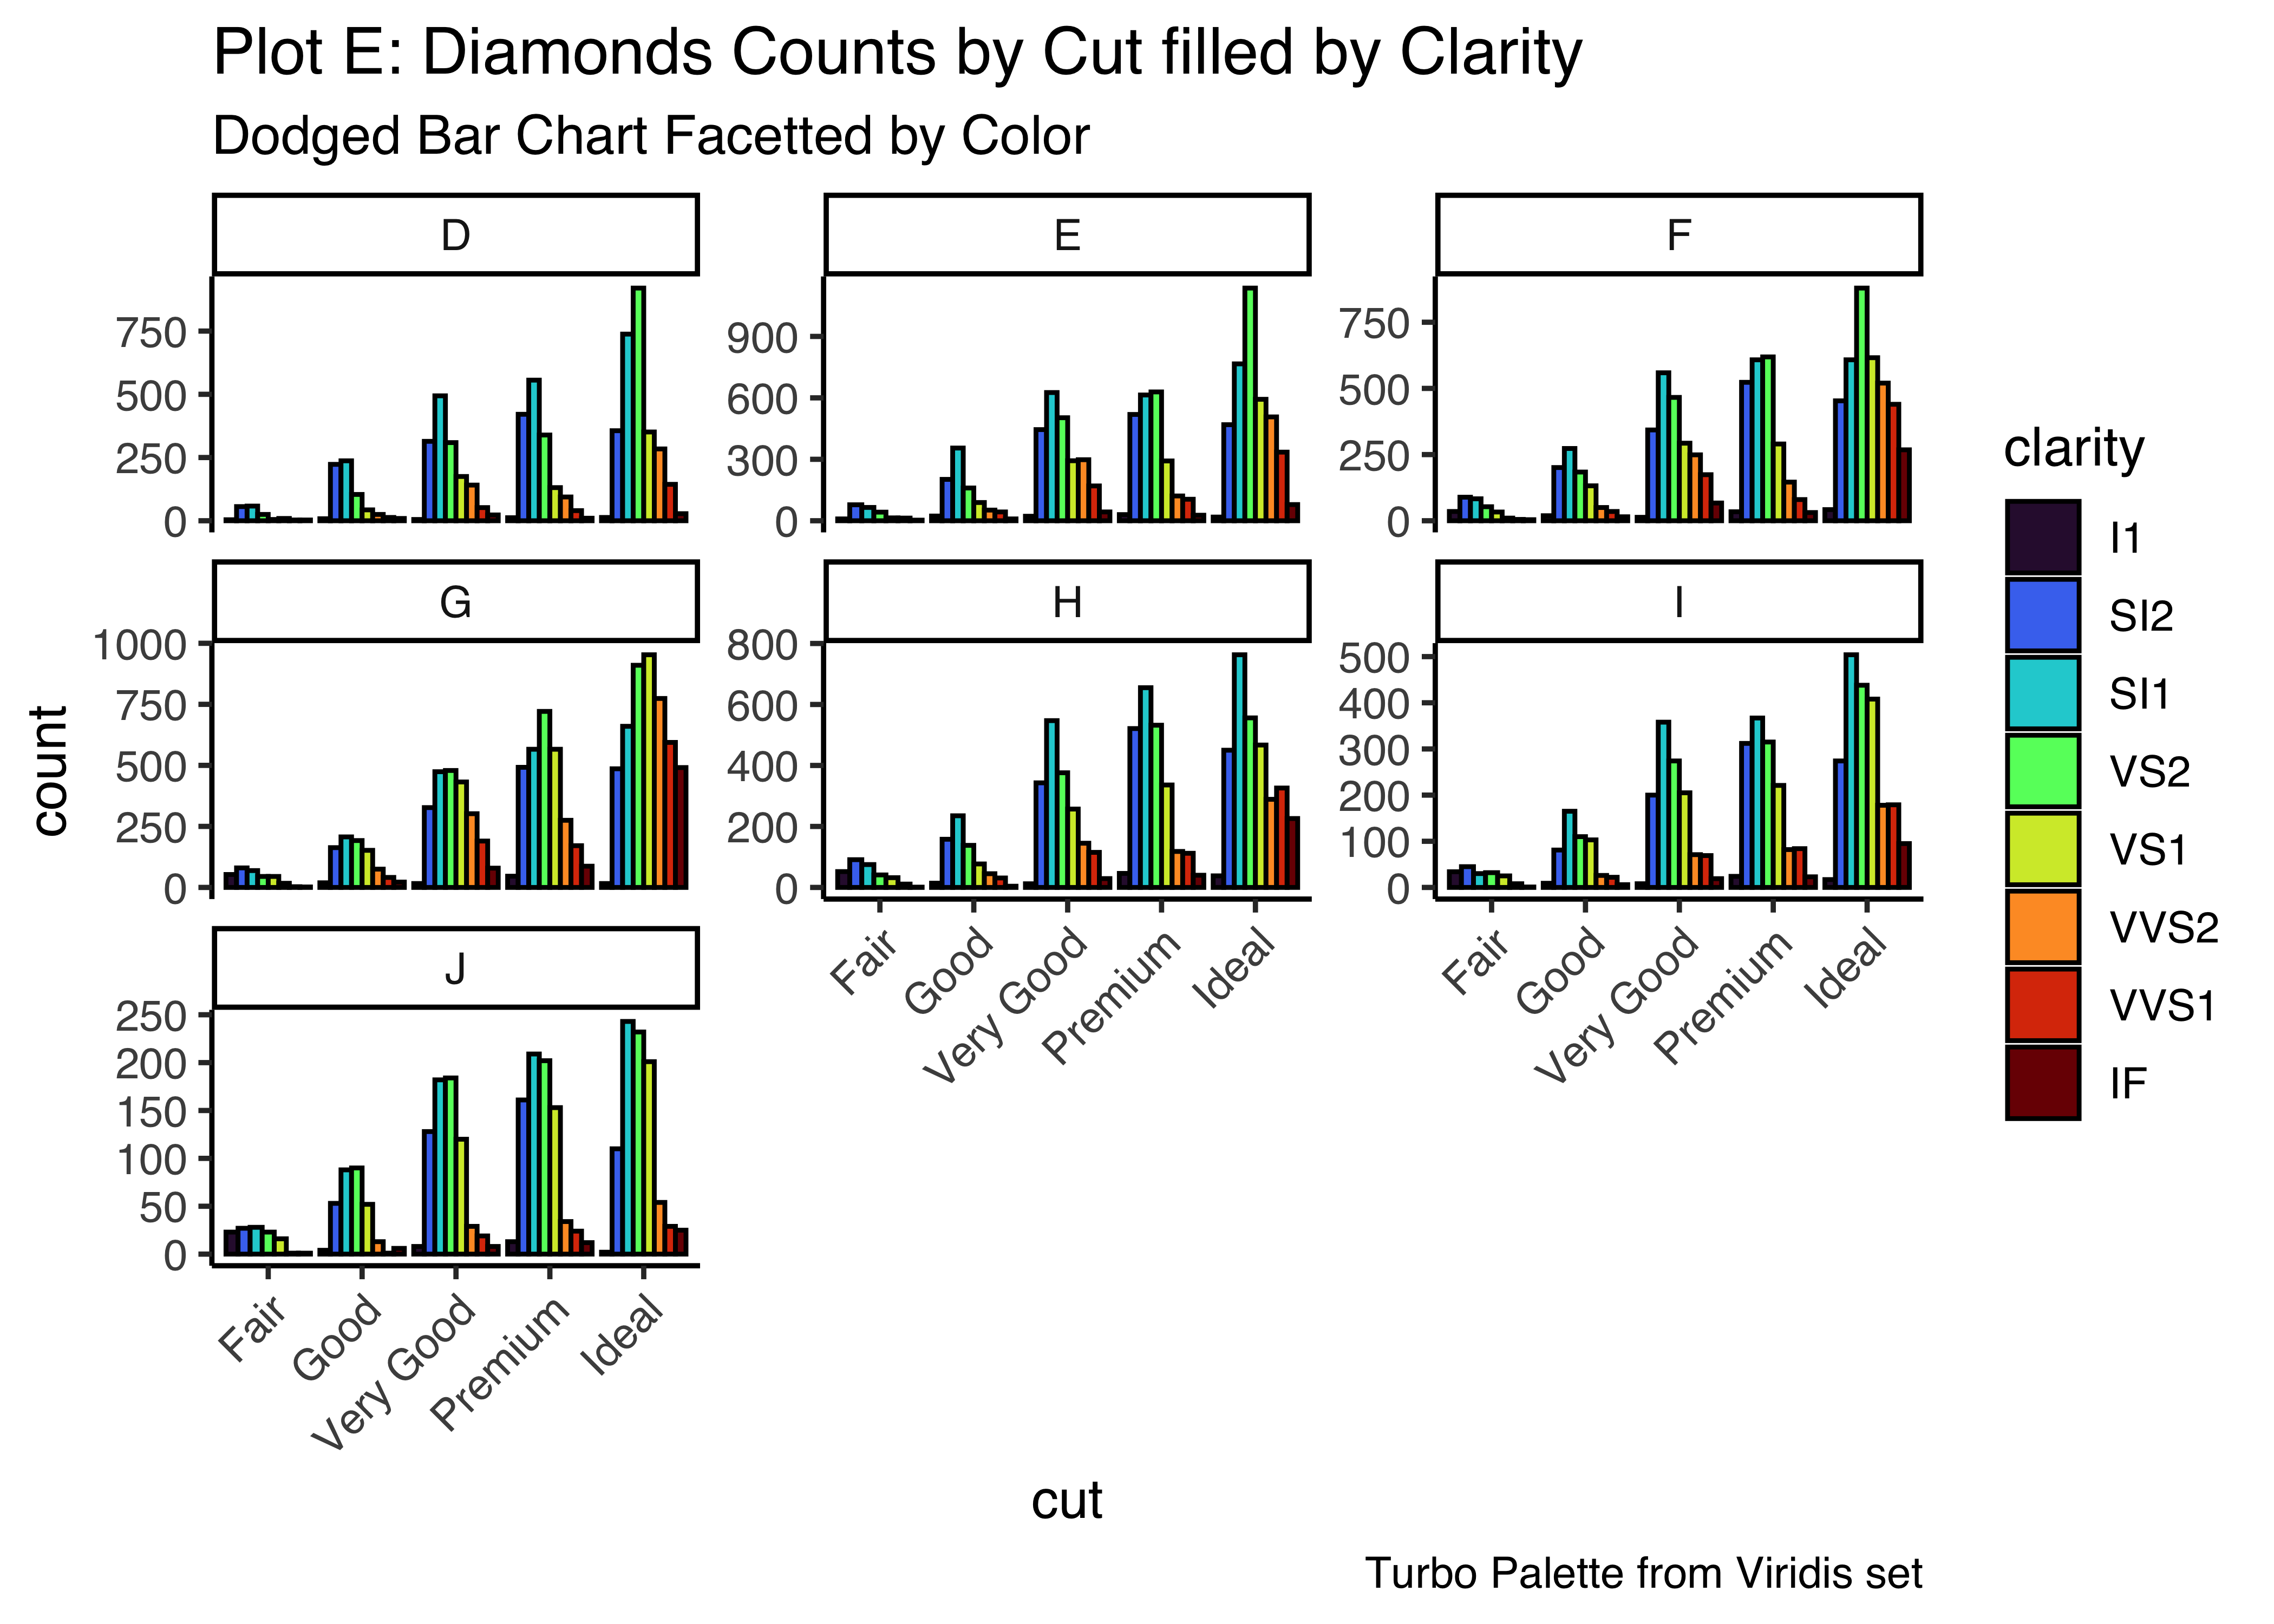 Plot E: Diamonds Counts by Cut filled by Clarity
Dodged Bar Chart Facetted by Color
D
E
F
750
500
250
0
900
600
300
0
750
500
250
0
G
H
I
1000
750
500
250
0
800
600
400
200
0
500
400
300
200
100
0
Fair
Good
Very Good
Premium
Ideal
Fair
Good
Very Good
Premium
Ideal
J
250
200
150
100
50
0
Fair
Good
Very Good
Premium
Ideal
count
cut
clarity
I1
SI2
SI1
VS2
VS1
VVS2
VVS1
IF
Turbo Palette from Viridis set